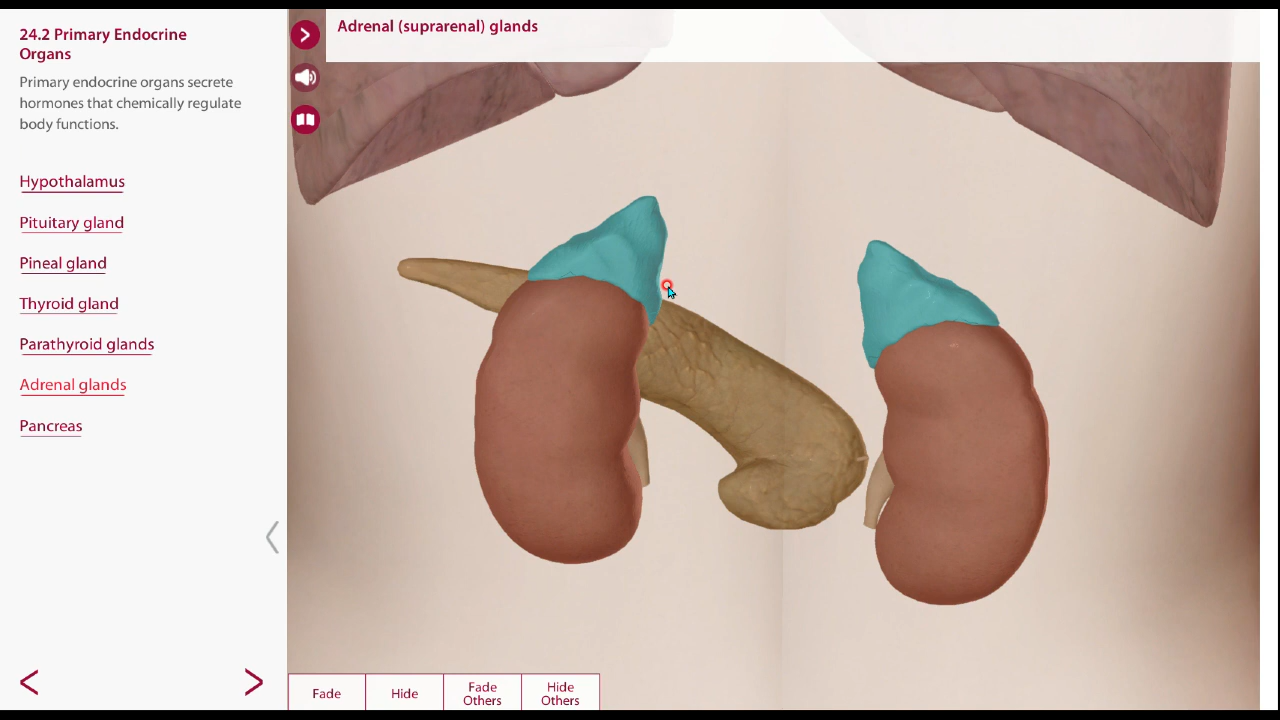 24.2 Primary Endocrine
Organs
Primary endocrine organs secrete
hormones that chemically regulate
body functions.
Hypothalamus
Pituitary gland
Pineal gland
Thyroid gland
Parathyroid glands
Adrenal glands
Pancreas
Adrenal (suprarenal) glands
Fade
Hide
Fade
Others
Hide
Others